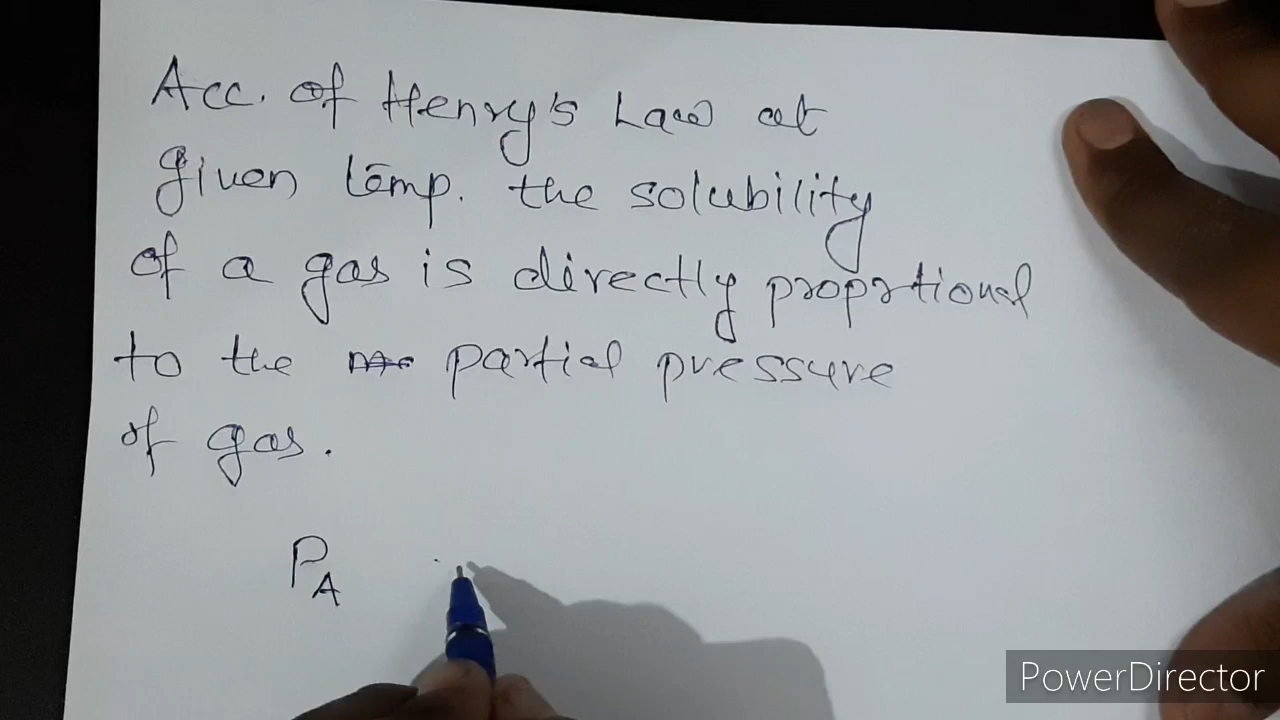 Acc. of Henry's Law at
given temp. the solubility
of a gas is directly proprtional
to the partial pressure
of gas.
PA
PowerDirector